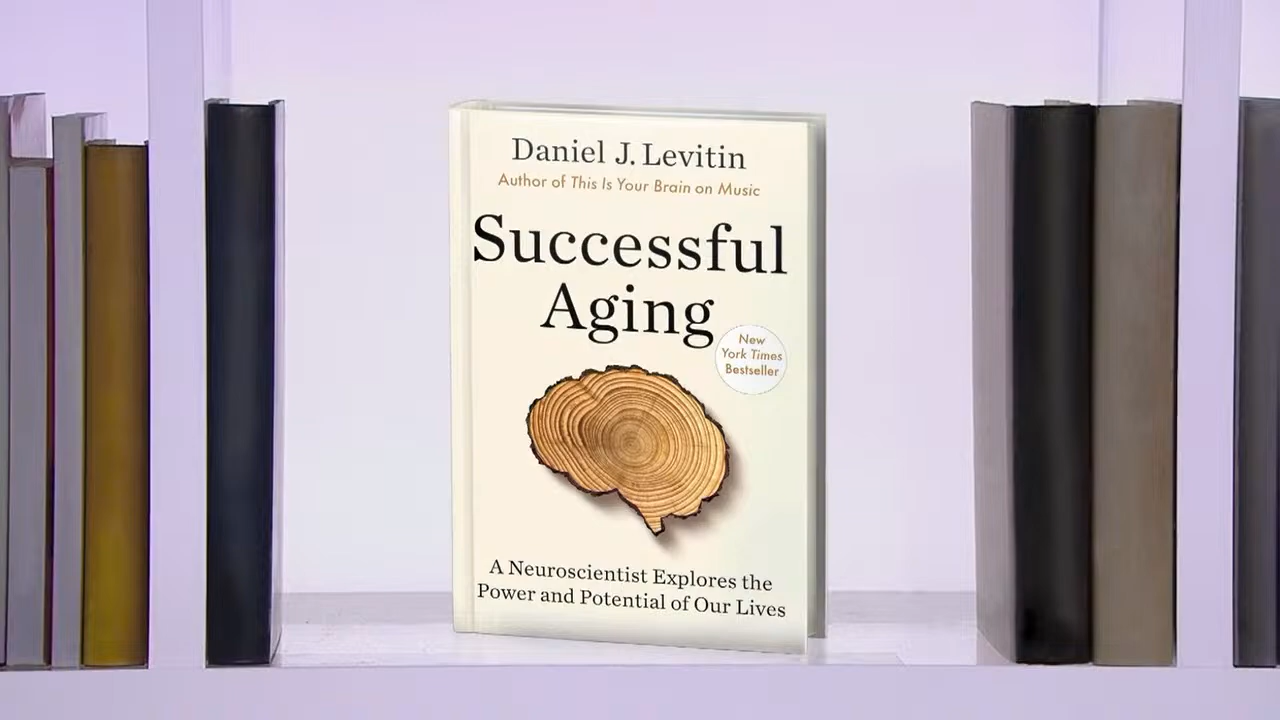 Daniel J. Levitin
Author of This Is Your Brain on Music
Successful
Aging
New
York Times
Bestseller
A Neuroscientist Explores the
Power and Potential of Our Lives